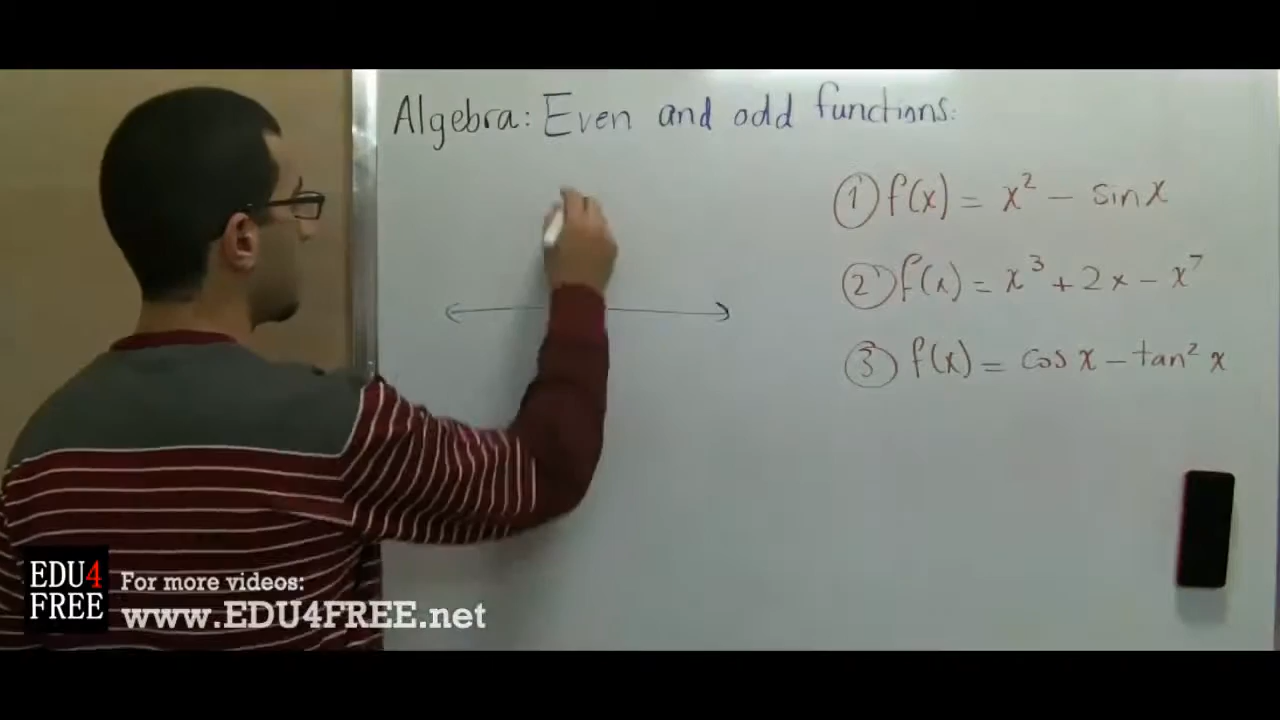 Algebra: Even and odd functions:
① f(x) = x² − sin x
② f(x) = x³ + 2x − x⁷
③ f(x) = cos x − tan² x
EDU4
FREE
For more videos:
www.EDU4FREE.net